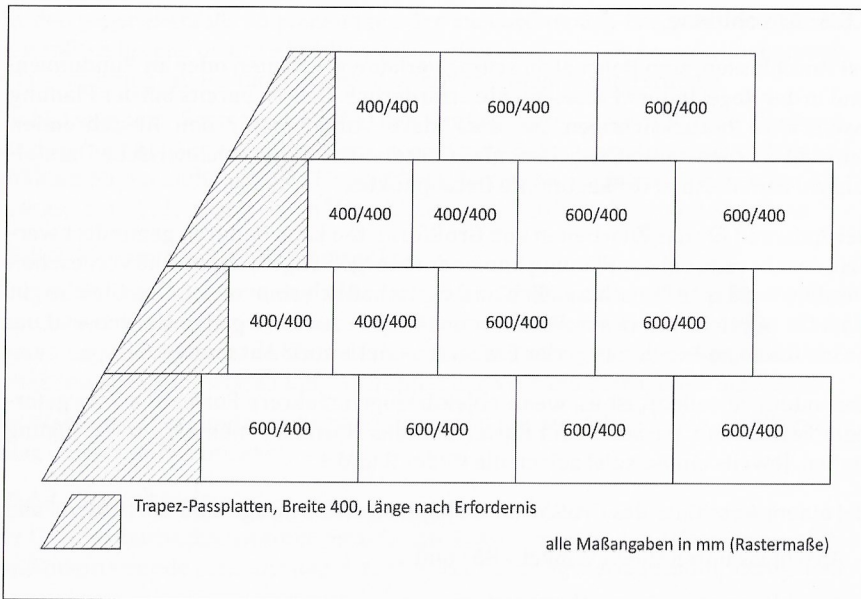 400/400 600/400 600/400
400/400 400/400 600/400 600/400
400/400 400/400 600/400 600/400
600/400 600/400 600/400 600/400
Trapez-Passplatten, Breite 400, Länge nach Erfordernis
alle Maßangaben in mm (Rastermaße)